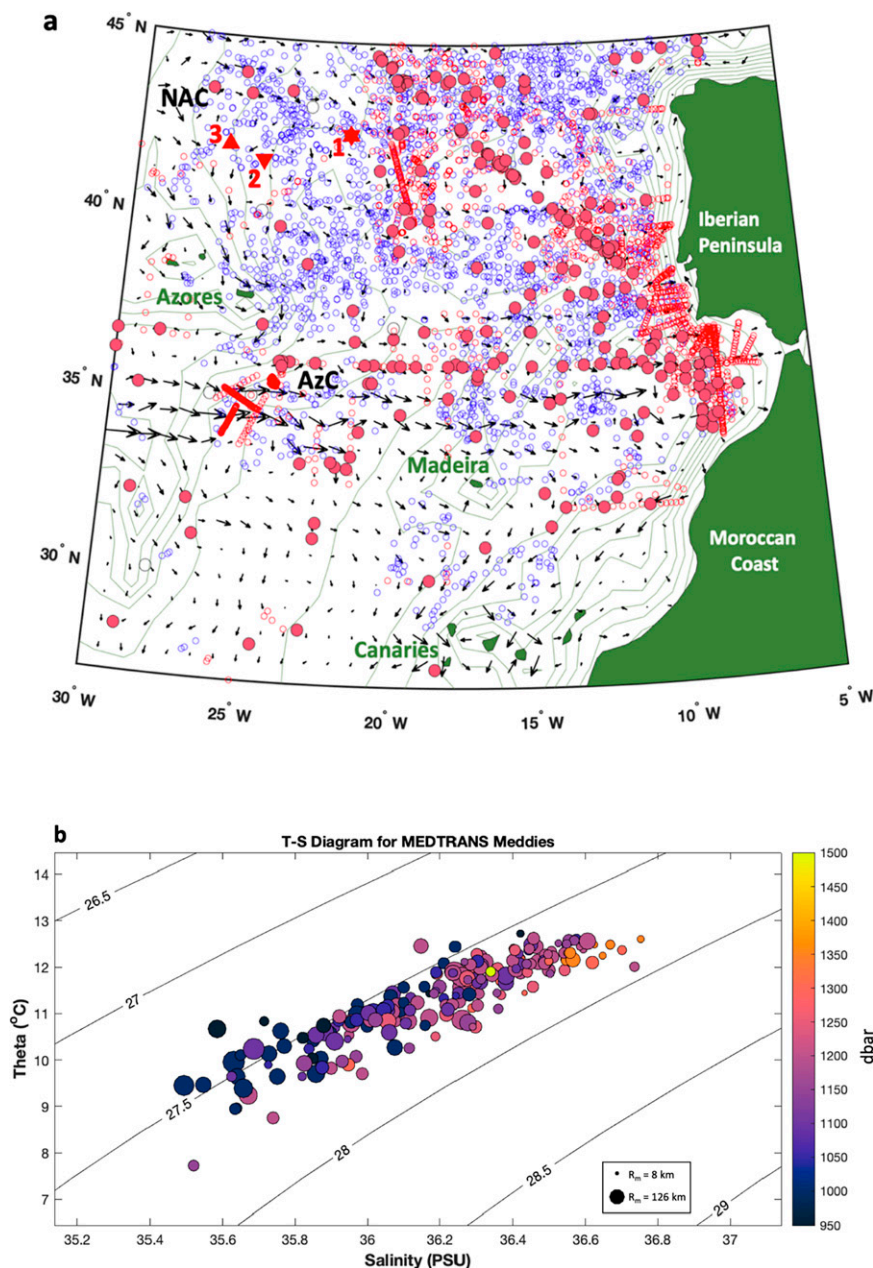 a
45° N
NAC
3
2
1
40° N
Iberian
Peninsula
Azores
AzC
35° N
Madeira
30° N
Moroccan
Coast
Canaries
30° W
25° W
20° W
15° W
10° W
5° W
b
T-S Diagram for MEDTRANS Meddies
Theta (°C)
14
13
12
11
10
9
8
7
26.5
27
27.5
28
28.5
29
Rm = 8 km
Rm = 126 km
35.2 35.4 35.6 35.8 36 36.2 36.4 36.6 36.8 37
Salinity (PSU)
1500
1450
1400
1350
1300
1250
1200
1150
1100
1050
1000
950
dbar